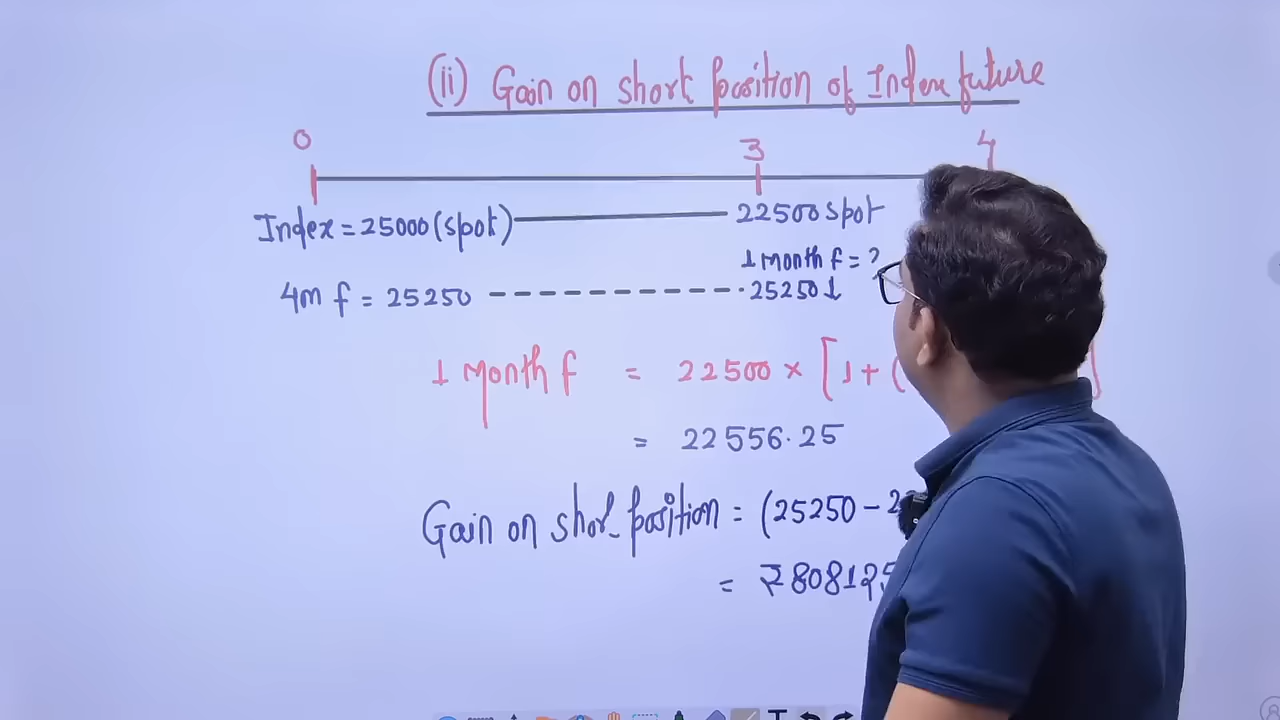 (ii) Gain on short position of Index future
0 3 4
Index = 25000 (spot) 22500 spot
1 month f = ?
4m f = 25250 25250 ↓
1 month f = 22500 × [1 + (
= 22556.25
Gain on short position = (25250 - 2
= ₹808125